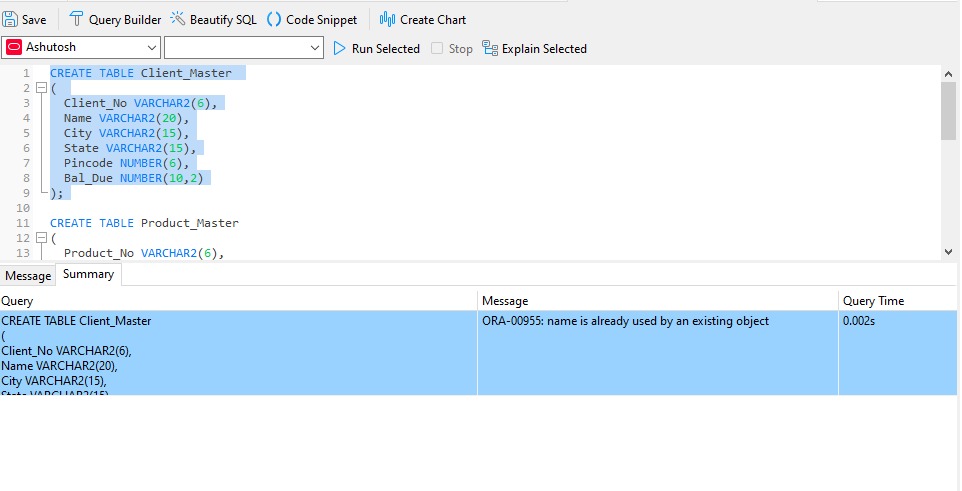 Save Query Builder Beautify SQL () Code Snippet Create Chart
Ashutosh Run Selected Stop Explain Selected
1 CREATE TABLE Client_Master
2 (
3 Client_No VARCHAR2(6),
4 Name VARCHAR2(20),
5 City VARCHAR2(15),
6 State VARCHAR2(15),
7 Pincode NUMBER(6),
8 Bal_Due NUMBER(10,2)
9 );
10
11 CREATE TABLE Product_Master
12 (
13 Product_No VARCHAR2(6),
Message Summary
Query Message Query Time
CREATE TABLE Client_Master ORA-00955: name is already used by an existing object 0.002s
(
Client_No VARCHAR2(6),
Name VARCHAR2(20),
City VARCHAR2(15),
State VARCHAR2(15)